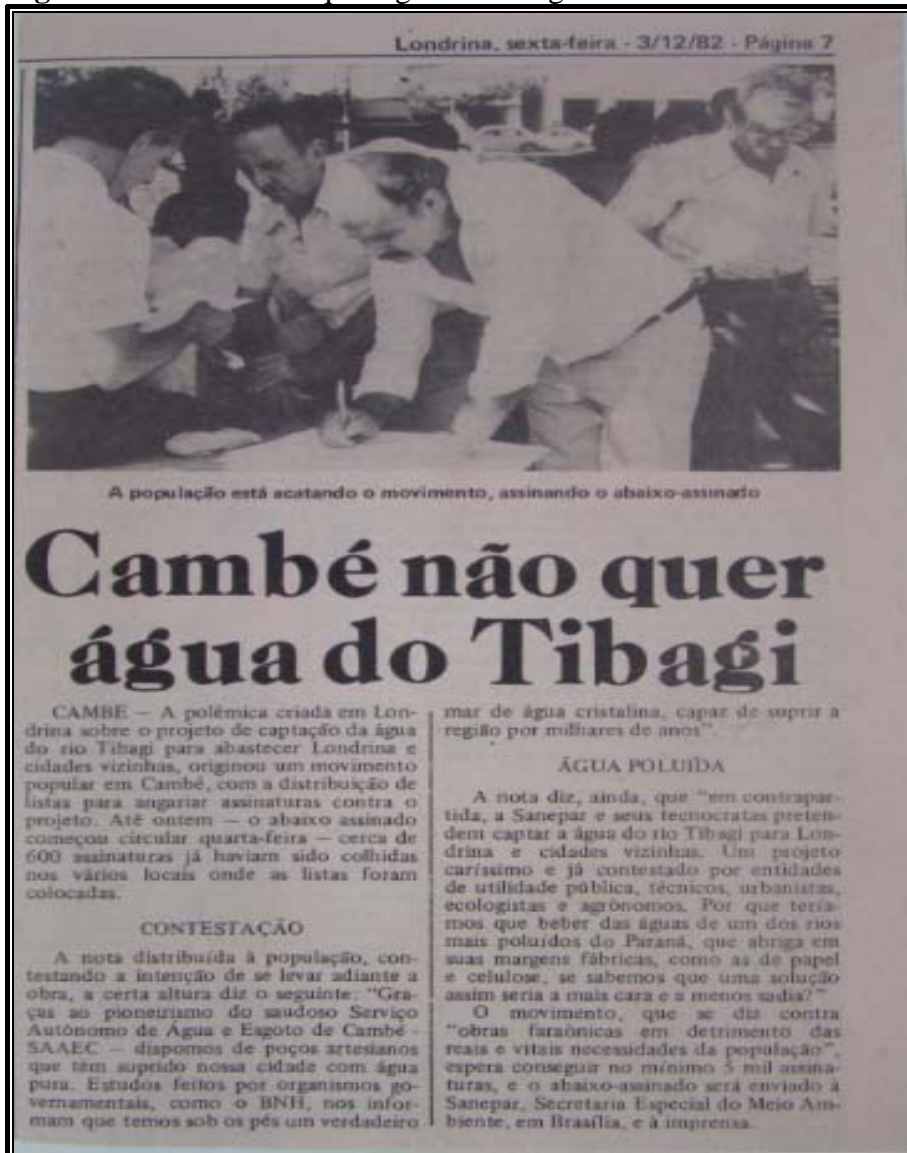 Londrina, sexta-feira - 3/12/82 - Página 7
A população está acatando o movimento, assinando o abaixo-assinado
Cambé não quer
água do Tibagi
CAMBE — A polêmica criada em Lon-
drina sobre o projeto de captação da água
do rio Tibagi para abastecer Londrina e
cidades vizinhas, originou um movimento
popular em Cambé, com a distribuição de
listas para angariar assinaturas contra o
projeto. Até ontem — o abaixo assinado
começou circular quarta-feira — cerca de
600 assinaturas já haviam sido colhidas
nos vários locais onde as listas foram
colocadas.
CONTESTAÇÃO
A nota distribuída à população, con-
testando a intenção de se levar adiante a
obra, a certa altura diz o seguinte: "Gra-
ças ao pioneirismo do saudoso Serviço
Autônomo de Água e Esgoto de Cambé -
SAAEC — dispomos de poços artesianos
que têm suprido nossa cidade com água
pura. Estudos feitos por organismos go-
vernamentais, como o BNH, nos infor-
mam que temos sob os pés um verdadeiro
mar de água cristalina, capaz de suprir a
região por milhares de anos".
ÁGUA POLUIDA
A nota diz, ainda, que "em contrapar-
tida, a Sanepar e seus tecnocratas preten-
dem captar a água do rio Tibagi para Lon-
drina e cidades vizinhas. Um projeto
caríssimo e já contestado por entidades
de utilidade pública, técnicos, urbanistas,
ecologistas e agrônomos. Por que tería-
mos que beber das águas de um dos rios
mais poluídos do Paraná, que abriga em
suas margens fábricas, como as de papel
e celulose, se sabemos que uma solução
assim seria a mais cara e a menos sadia?"
O movimento, que se diz contra
"obras faraônicas em detrimento das
reais e vitais necessidades da população",
espera conseguir no mínimo 5 mil assina-
turas, e o abaixo-assinado será enviado à
Sanepar, Secretaria Especial do Meio Am-
biente, em Brasília, e à imprensa.